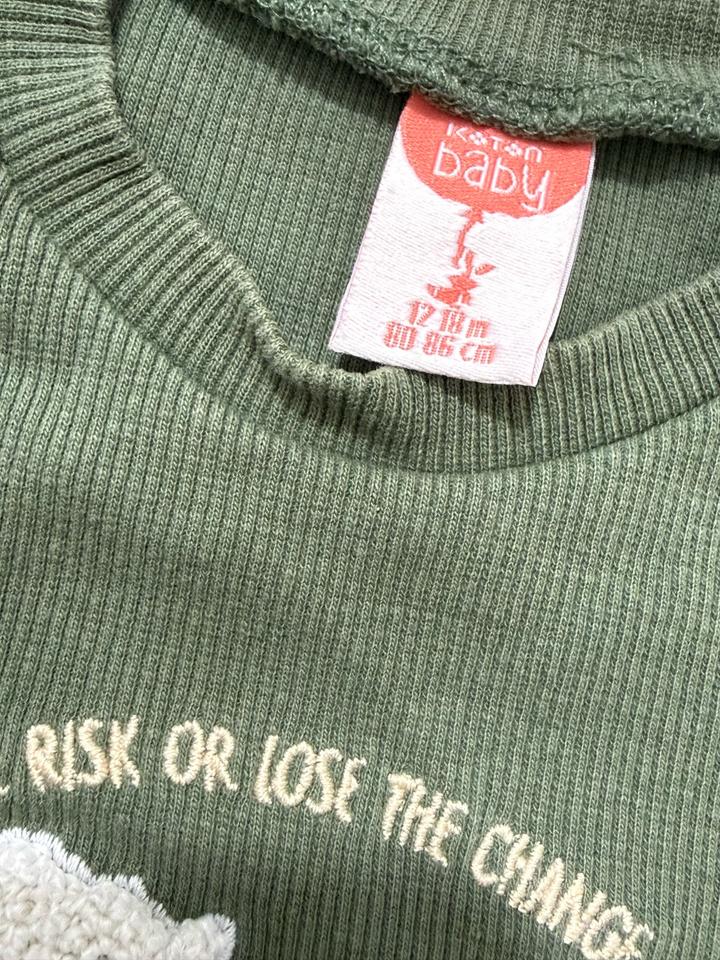 KOTON
baby
12 18 m
80 86 cm
RISK OR LOSE THE CHANGE